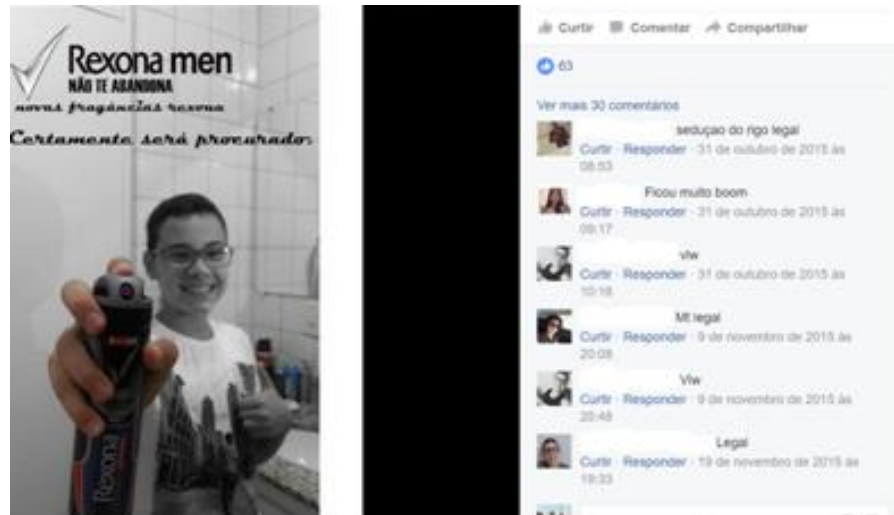 Rexona men
NÃO TE ABANDONA
novas fragâncias rexona
Certamente será procurado.
Rexona
Curtir Comentar Compartilhar
63
Ver mais 30 comentários
seduçao do rigo legal
Curtir · Responder · 31 de outubro de 2015 às
08:53
Ficou muito boom
Curtir · Responder · 31 de outubro de 2015 às
09:17
vlw
Curtir · Responder · 31 de outubro de 2015 às
10:16
Mt legal
Curtir · Responder · 9 de novembro de 2015 às
20:08
Vlw
Curtir · Responder · 9 de novembro de 2015 às
20:48
Legal
Curtir · Responder · 19 de novembro de 2015 às
19:33